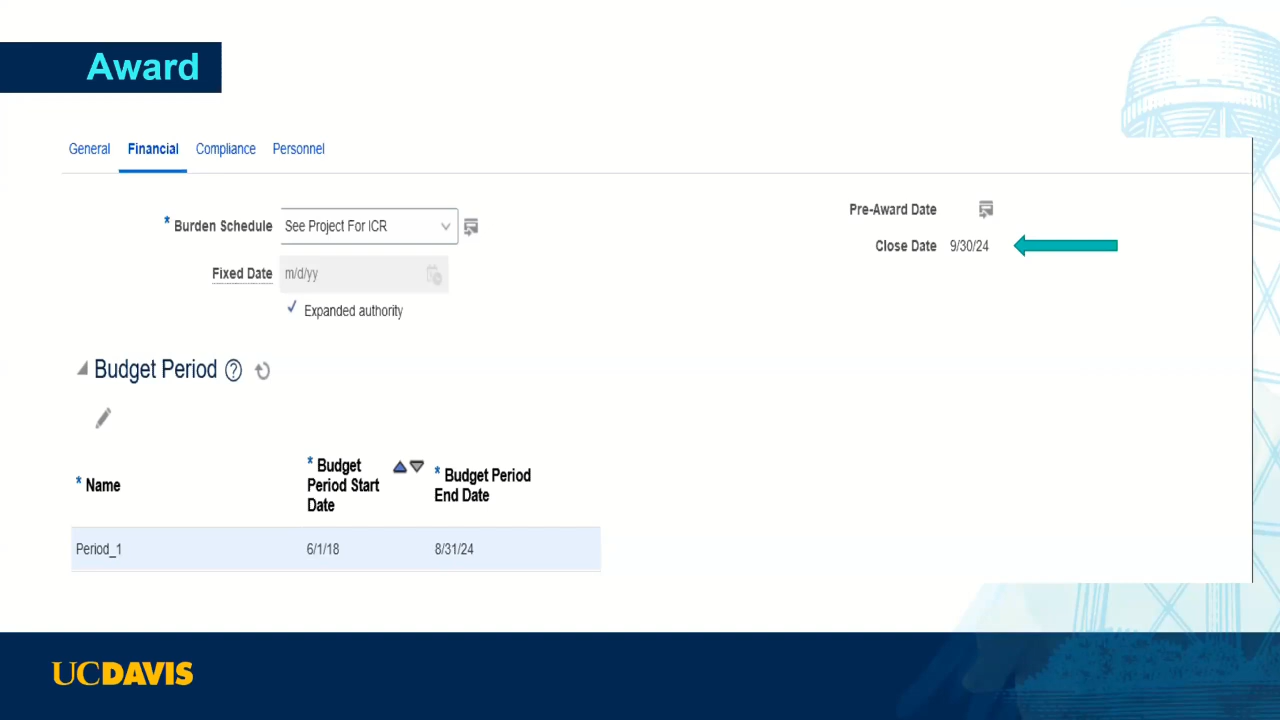 Award
General Financial Compliance Personnel
* Burden Schedule See Project For ICR
Pre-Award Date
Close Date 9/30/24
Fixed Date m/d/yy
Expanded authority
Budget Period ?
* Name
* Budget
Period Start
Date
* Budget Period
End Date
Period_1 6/1/18 8/31/24
UCDAVIS